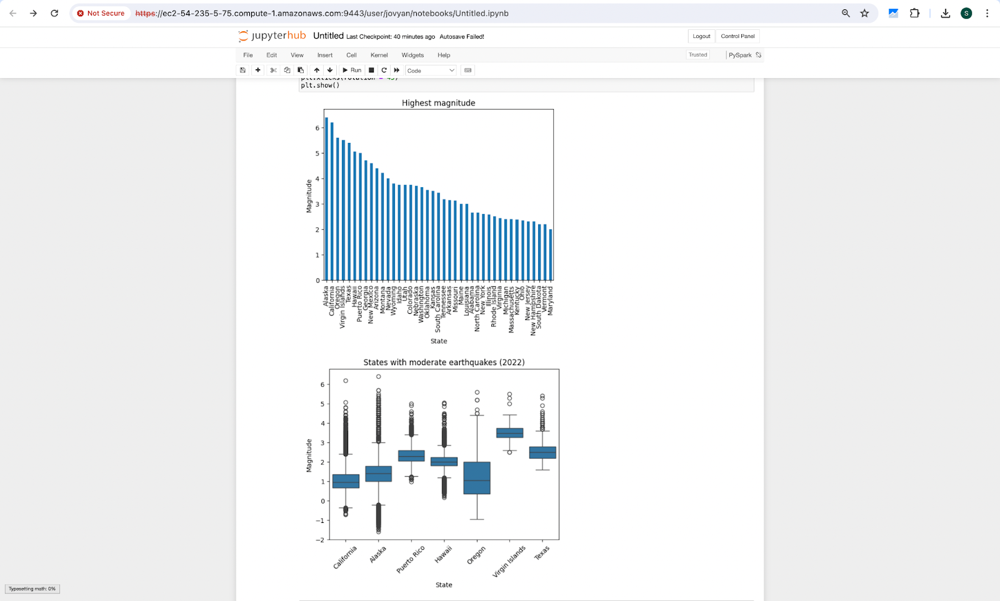 Not Secure https://ec2-54-235-5-75.compute-1.amazonaws.com:9443/user/jovyan/notebooks/Untitled.ipynb S
jupyterhub Untitled Last Checkpoint: 40 minutes ago Autosave Failed! Logout Control Panel
File Edit View Insert Cell Kernel Widgets Help Trusted PySpark
Run Code
plt.xticks(rotation = 45)
plt.show()
Highest magnitude
Magnitude
6
5
4
3
2
1
0
Alaska
California
Oregon
Virgin Islands
Texas
Hawaii
Puerto Rico
Georgia
New Mexico
Arizona
Montana
Nevada
Wyoming
Idaho
Utah
Colorado
Nebraska
Washington
Oklahoma
Kansas
South Carolina
Tennessee
Arkansas
Missouri
Maine
Louisiana
Alabama
North Carolina
New York
Illinois
Rhode Island
Virginia
Michigan
Massachusetts
Kentucky
Ohio
New Jersey
New Hampshire
South Dakota
Vermont
Maryland
State
States with moderate earthquakes (2022)
Magnitude
6
5
4
3
2
1
0
−1
−2
California
Alaska
Puerto Rico
Hawaii
Oregon
Virgin Islands
Texas
State
Typesetting math: 0%